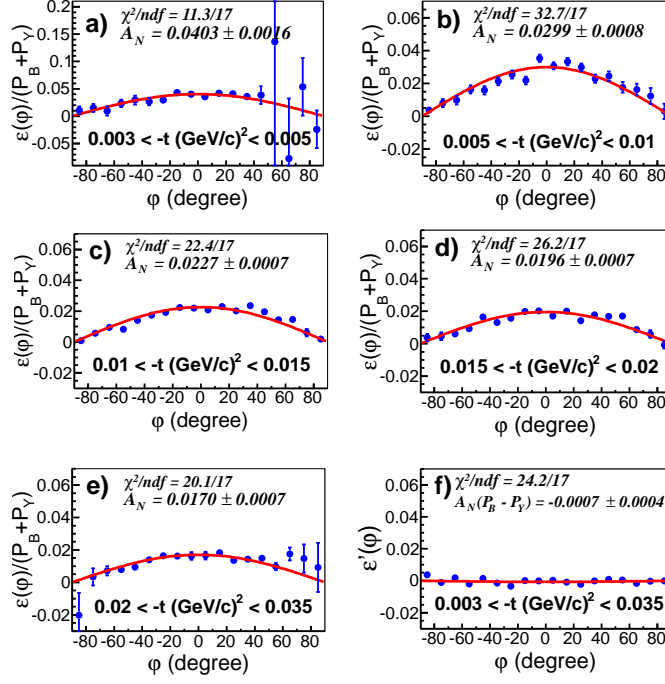 a)
χ²/ndf = 11.3/17
A_N = 0.0403 ± 0.0016
ε(φ)/(P_B+P_Y)
0.2
0.15
0.1
0.05
0
-0.05
0.003 < -t (GeV/c)² < 0.005
-80 -60 -40 -20 0 20 40 60 80
φ (degree)
b)
χ²/ndf = 32.7/17
A_N = 0.0299 ± 0.0008
ε(φ)/(P_B+P_Y)
0.06
0.04
0.02
0
-0.02
0.005 < -t (GeV/c)² < 0.01
-80 -60 -40 -20 0 20 40 60 80
φ (degree)
c)
χ²/ndf = 22.4/17
A_N = 0.0227 ± 0.0007
ε(φ)/(P_B+P_Y)
0.06
0.04
0.02
0
-0.02
0.01 < -t (GeV/c)² < 0.015
-80 -60 -40 -20 0 20 40 60 80
φ (degree)
d)
χ²/ndf = 26.2/17
A_N = 0.0196 ± 0.0007
ε(φ)/(P_B+P_Y)
0.06
0.04
0.02
0
-0.02
0.015 < -t (GeV/c)² < 0.02
-80 -60 -40 -20 0 20 40 60 80
φ (degree)
e)
χ²/ndf = 20.1/17
A_N = 0.0170 ± 0.0007
ε(φ)/(P_B+P_Y)
0.06
0.04
0.02
0
-0.02
0.02 < -t (GeV/c)² < 0.035
-80 -60 -40 -20 0 20 40 60 80
φ (degree)
f)
χ²/ndf = 24.2/17
A_N(P_B - P_Y) = -0.0007 ± 0.0004
ε'(φ)
0.06
0.04
0.02
0
-0.02
0.003 < -t (GeV/c)² < 0.035
-80 -60 -40 -20 0 20 40 60 80
φ (degree)